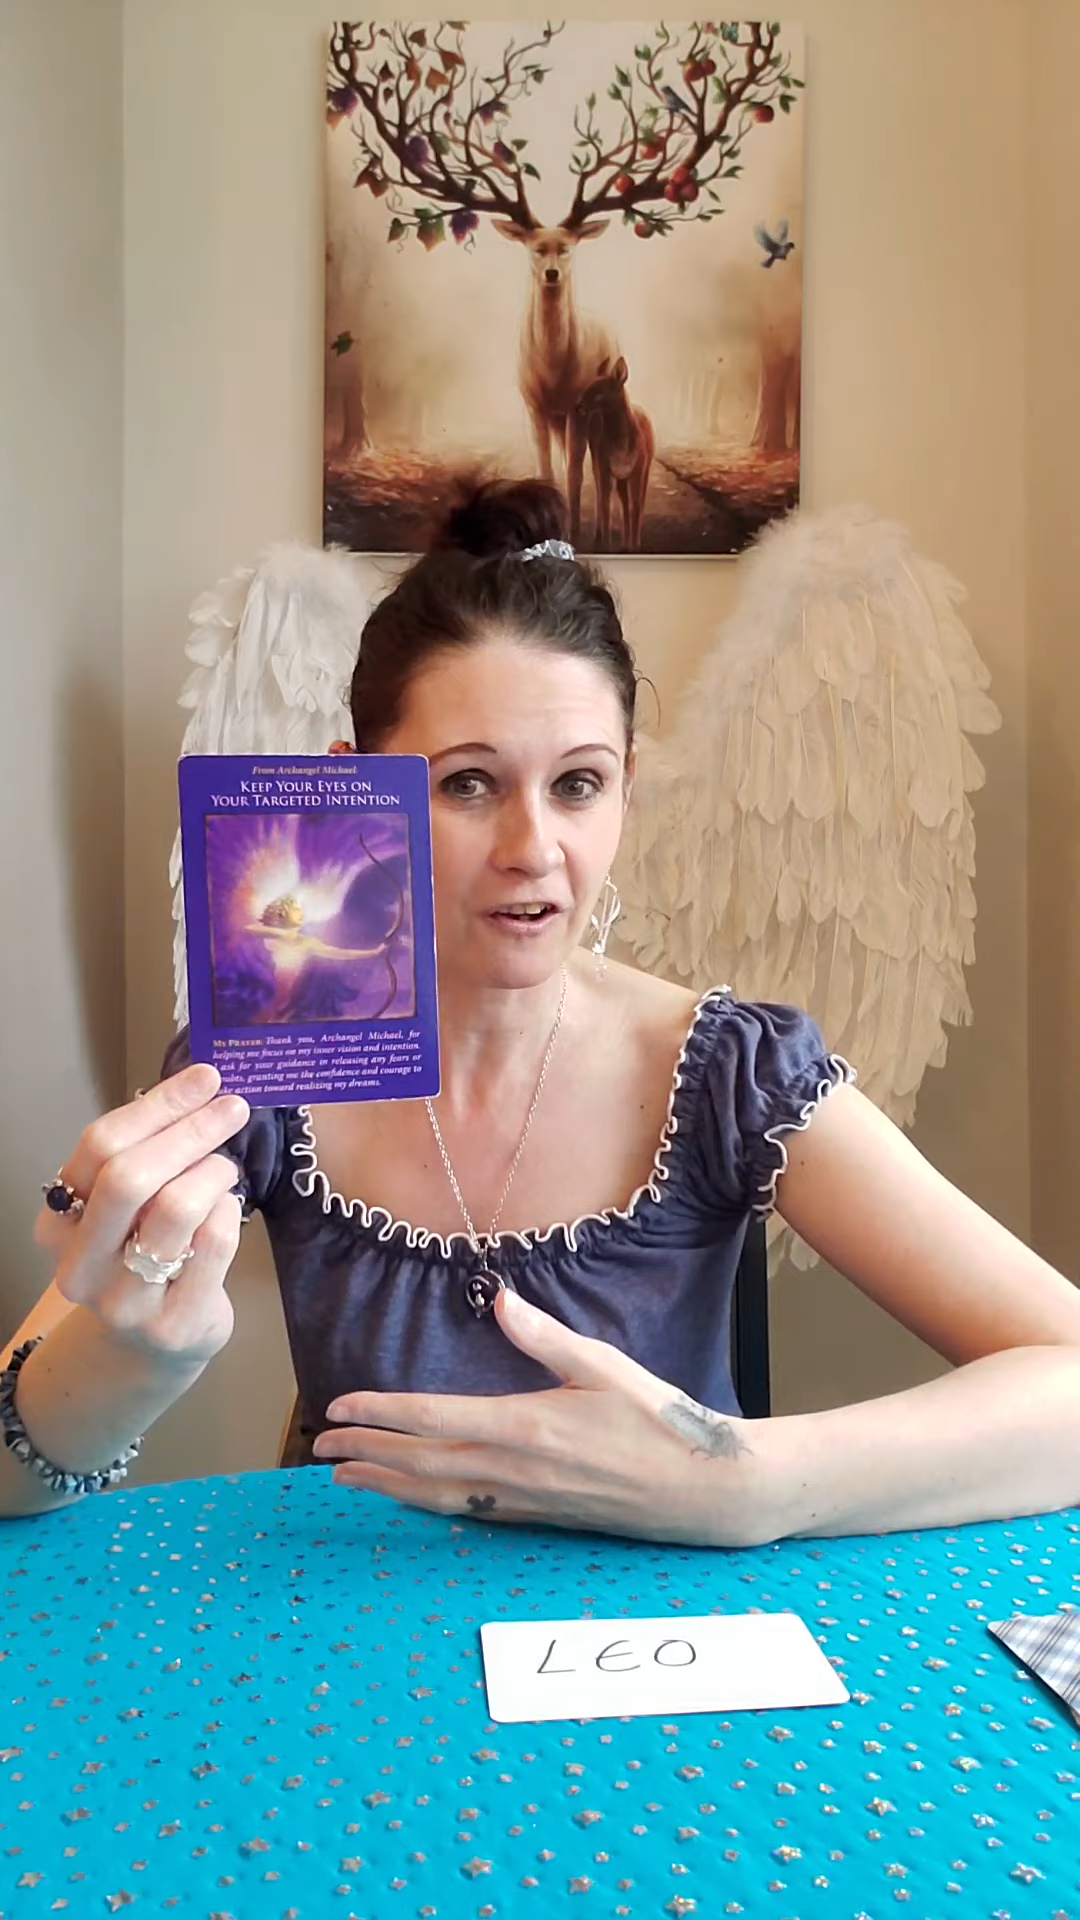 From Archangel Michael:
KEEP YOUR EYES ON
YOUR TARGETED INTENTION
MY PRAYER: Thank you, Archangel Michael, for
helping me focus on my inner vision and intention.
I ask for your guidance in releasing any fears or
oubts, granting me the confidence and courage to
ke action toward realizing my dreams.
LEO